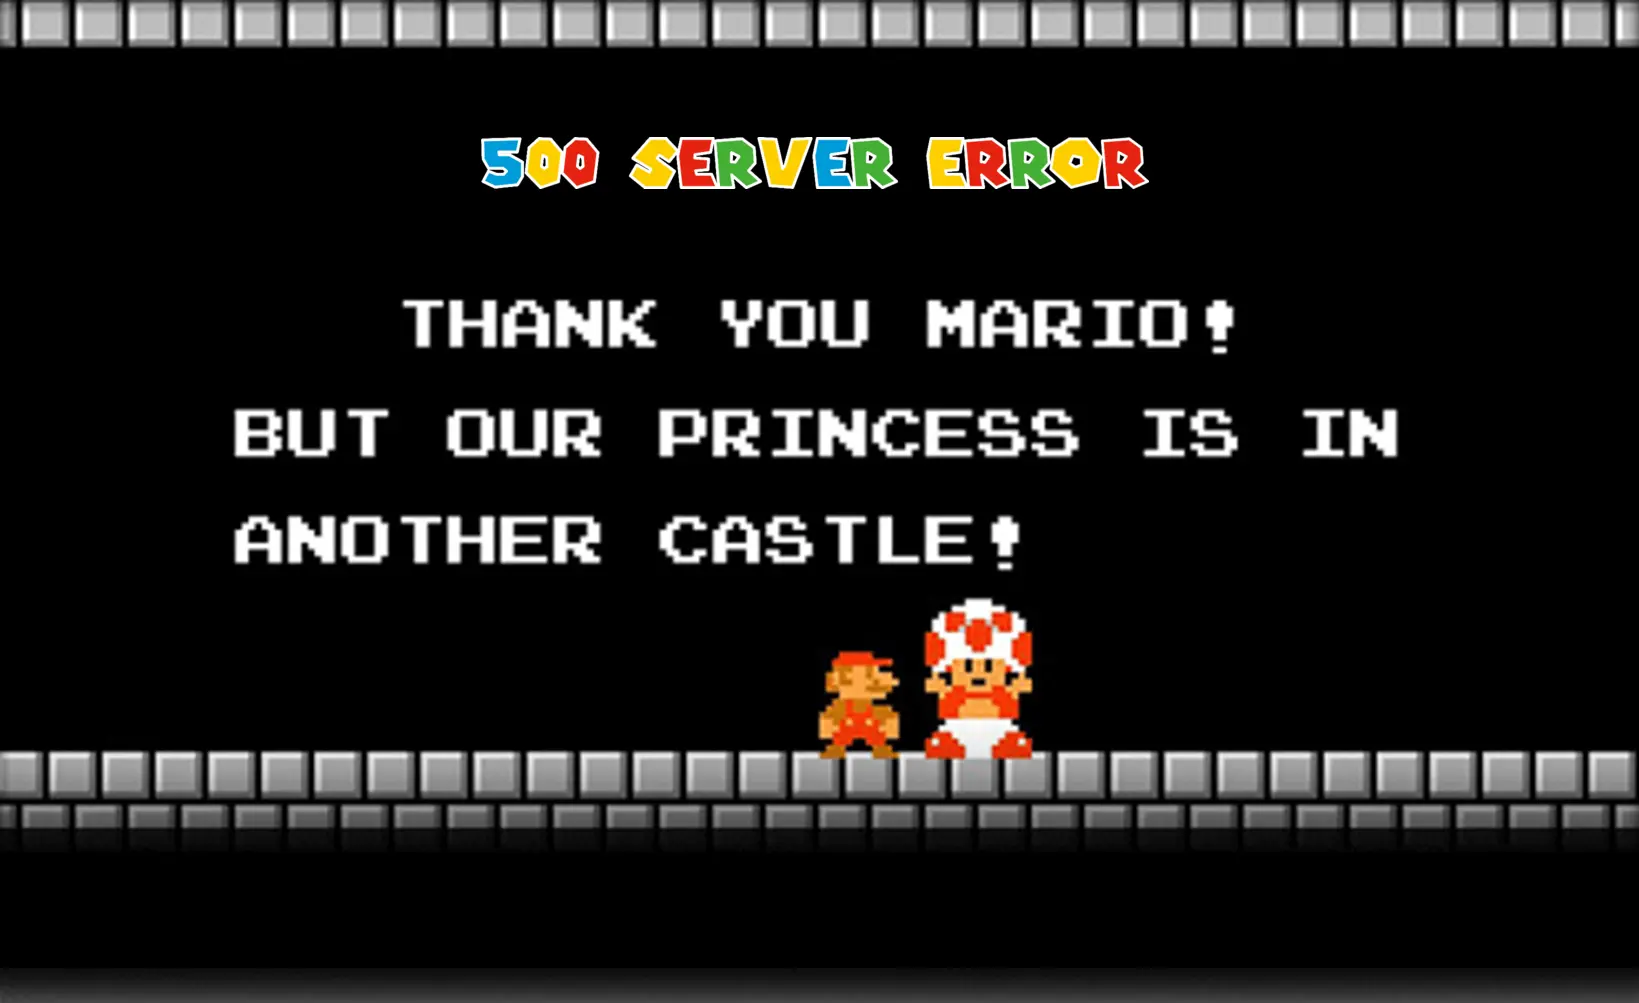 500 SERVER ERROR
THANK YOU MARIO!
BUT OUR PRINCESS IS IN
ANOTHER CASTLE!